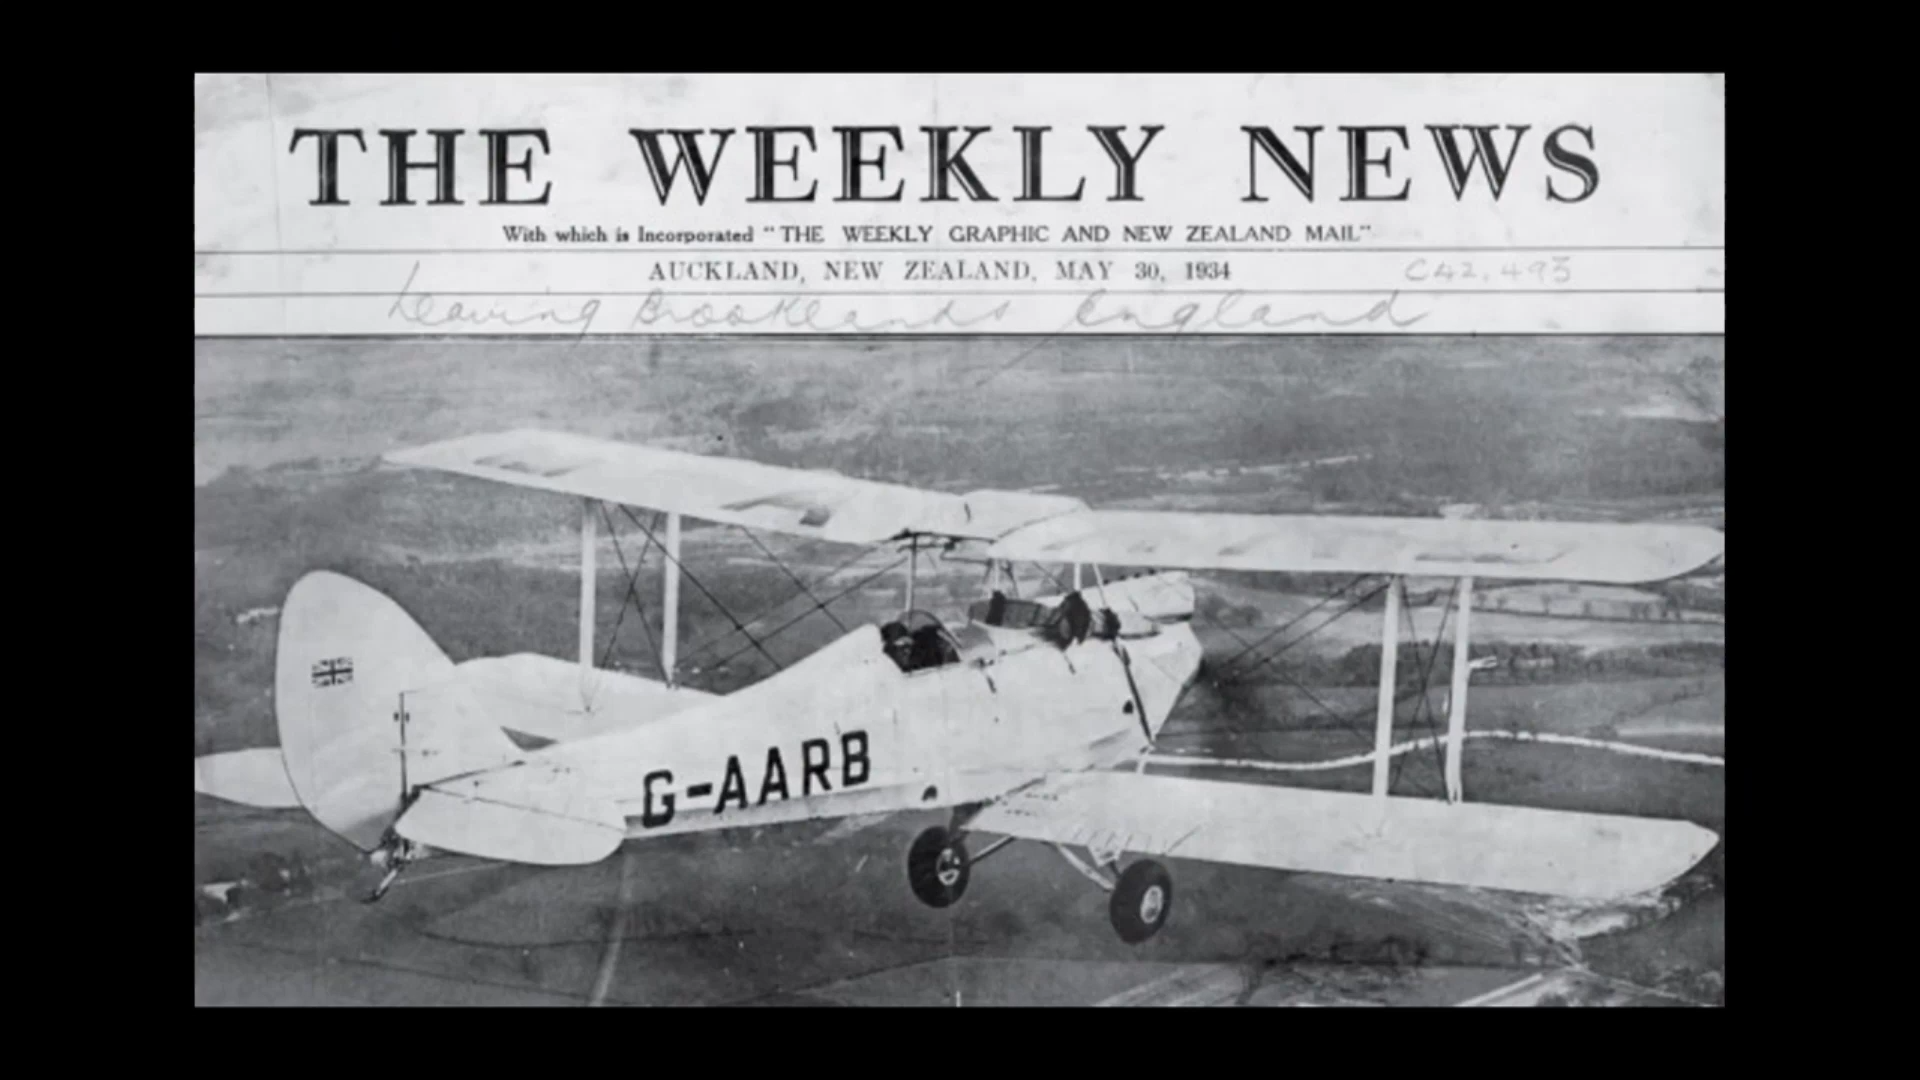 THE WEEKLY NEWS
With which is Incorporated "THE WEEKLY GRAPHIC AND NEW ZEALAND MAIL"
AUCKLAND, NEW ZEALAND, MAY 30, 1934 C42.495
Leaving Brooklands England
G-AARB